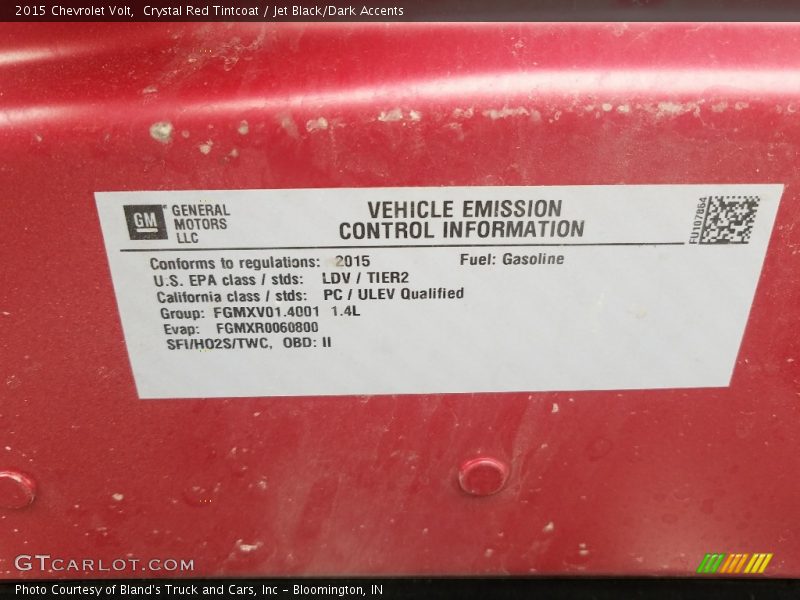 2015 Chevrolet Volt,  Crystal Red Tintcoat / Jet Black/Dark Accents
GM
GENERAL
MOTORS
LLC
VEHICLE EMISSION
CONTROL INFORMATION
FU107864
Conforms to regulations: 2015 Fuel: Gasoline
U.S. EPA class / stds: LDV / TIER2
California class / stds: PC / ULEV Qualified
Group: FGMXV01.4001 1.4L
Evap: FGMXR0060800
SFI/HO2S/TWC, OBD: II
GTCARLOT.COM
Photo Courtesy of Bland's Truck and Cars, Inc – Bloomington, IN